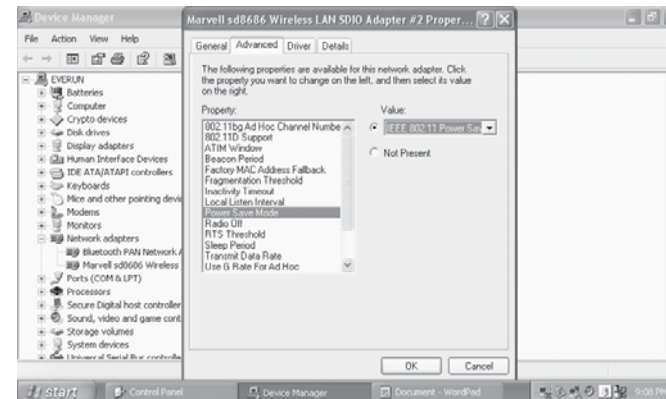 Device Manager
File Action View Help
EVERUN
Batteries
Computer
Crypto devices
Disk drives
Display adapters
Human Interface Devices
IDE ATA/ATAPI controllers
Keyboards
Mice and other pointing devi
Modems
Monitors
Network adapters
Bluetooth PAN Network A
Marvell sd8686 Wireless
Ports (COM & LPT)
Processors
Secure Digital host controller
Sound, video and game cont
Storage volumes
System devices
Universal Serial Bus controlle
Marvell sd8686 Wireless LAN SDIO Adapter #2 Proper...
General Advanced Driver Details
The following properties are available for this network adapter. Click
the property you want to change on the left, and then select its value
on the right.
Property:
802.11bg Ad Hoc Channel Numbe
802.11D Support
ATIM Window
Beacon Period
Factory MAC Address Fallback
Fragmentation Threshold
Inactivity Timeout
Local Listen Interval
Power Save Mode
Radio Off
RTS Threshold
Sleep Period
Transmit Data Rate
Use G Rate For Ad Hoc
Value:
IEEE 802.11 Power Sav
Not Present
OK Cancel
start Control Panel Device Manager Document - WordPad 9:08 PM